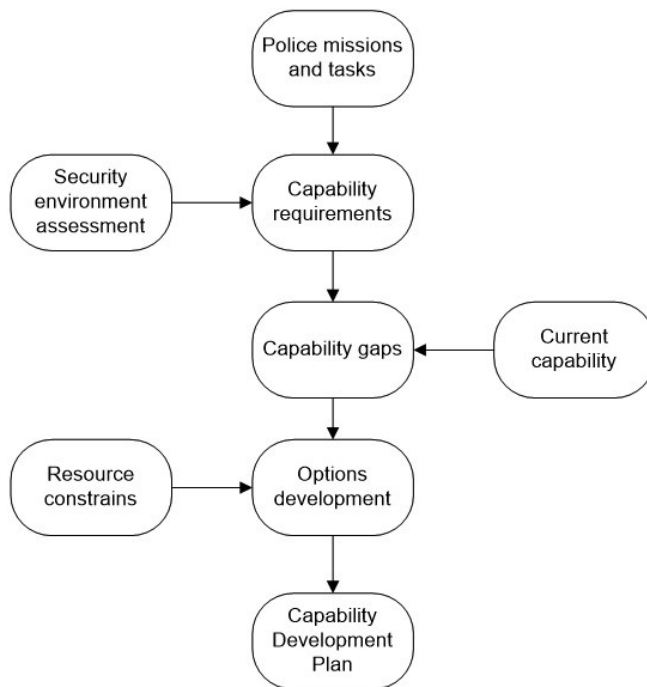 Police missions
and tasks
Security
environment
assessment
Capability
requirements
Capability gaps
Current
capability
Resource
constrains
Options
development
Capability
Development
Plan